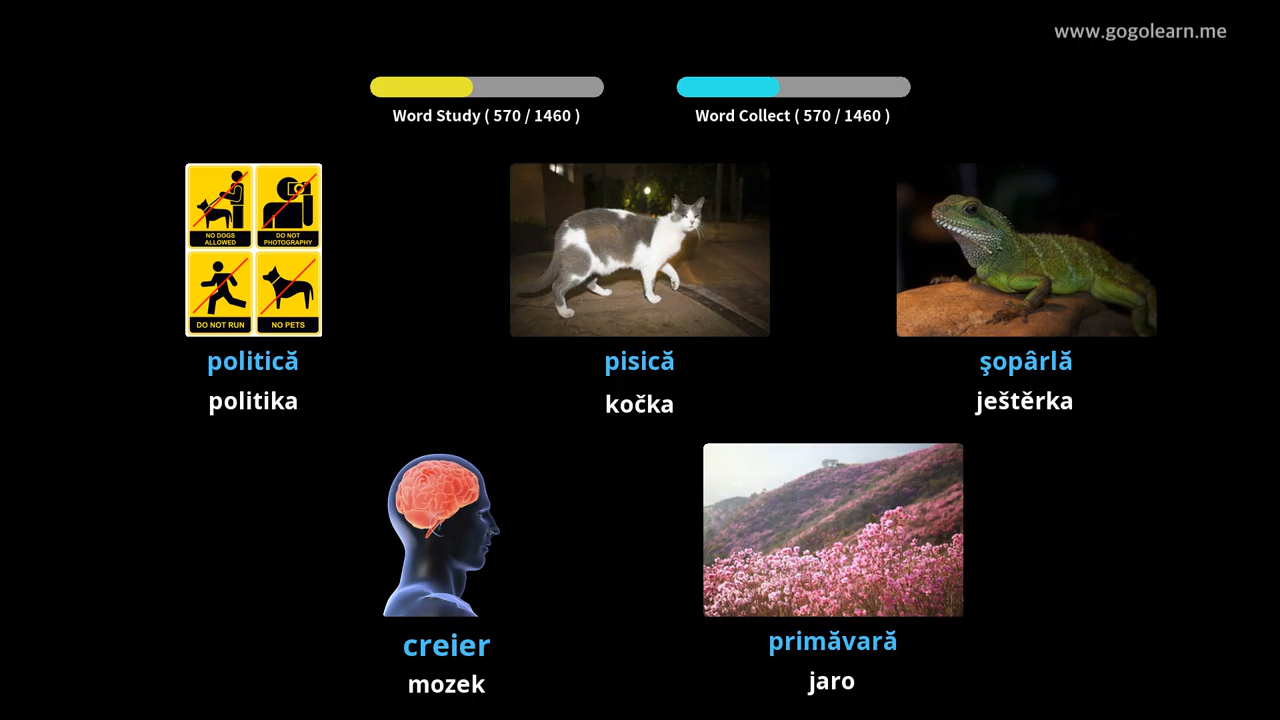 www.gogolearn.me
Word Study ( 570 / 1460 )
Word Collect ( 570 / 1460 )
NO DOGS
ALLOWED
DO NOT
PHOTOGRAPHY
DO NOT RUN
NO PETS
politică
pisică
şopârlă
politika
kočka
ještěrka
creier
primăvară
mozek
jaro